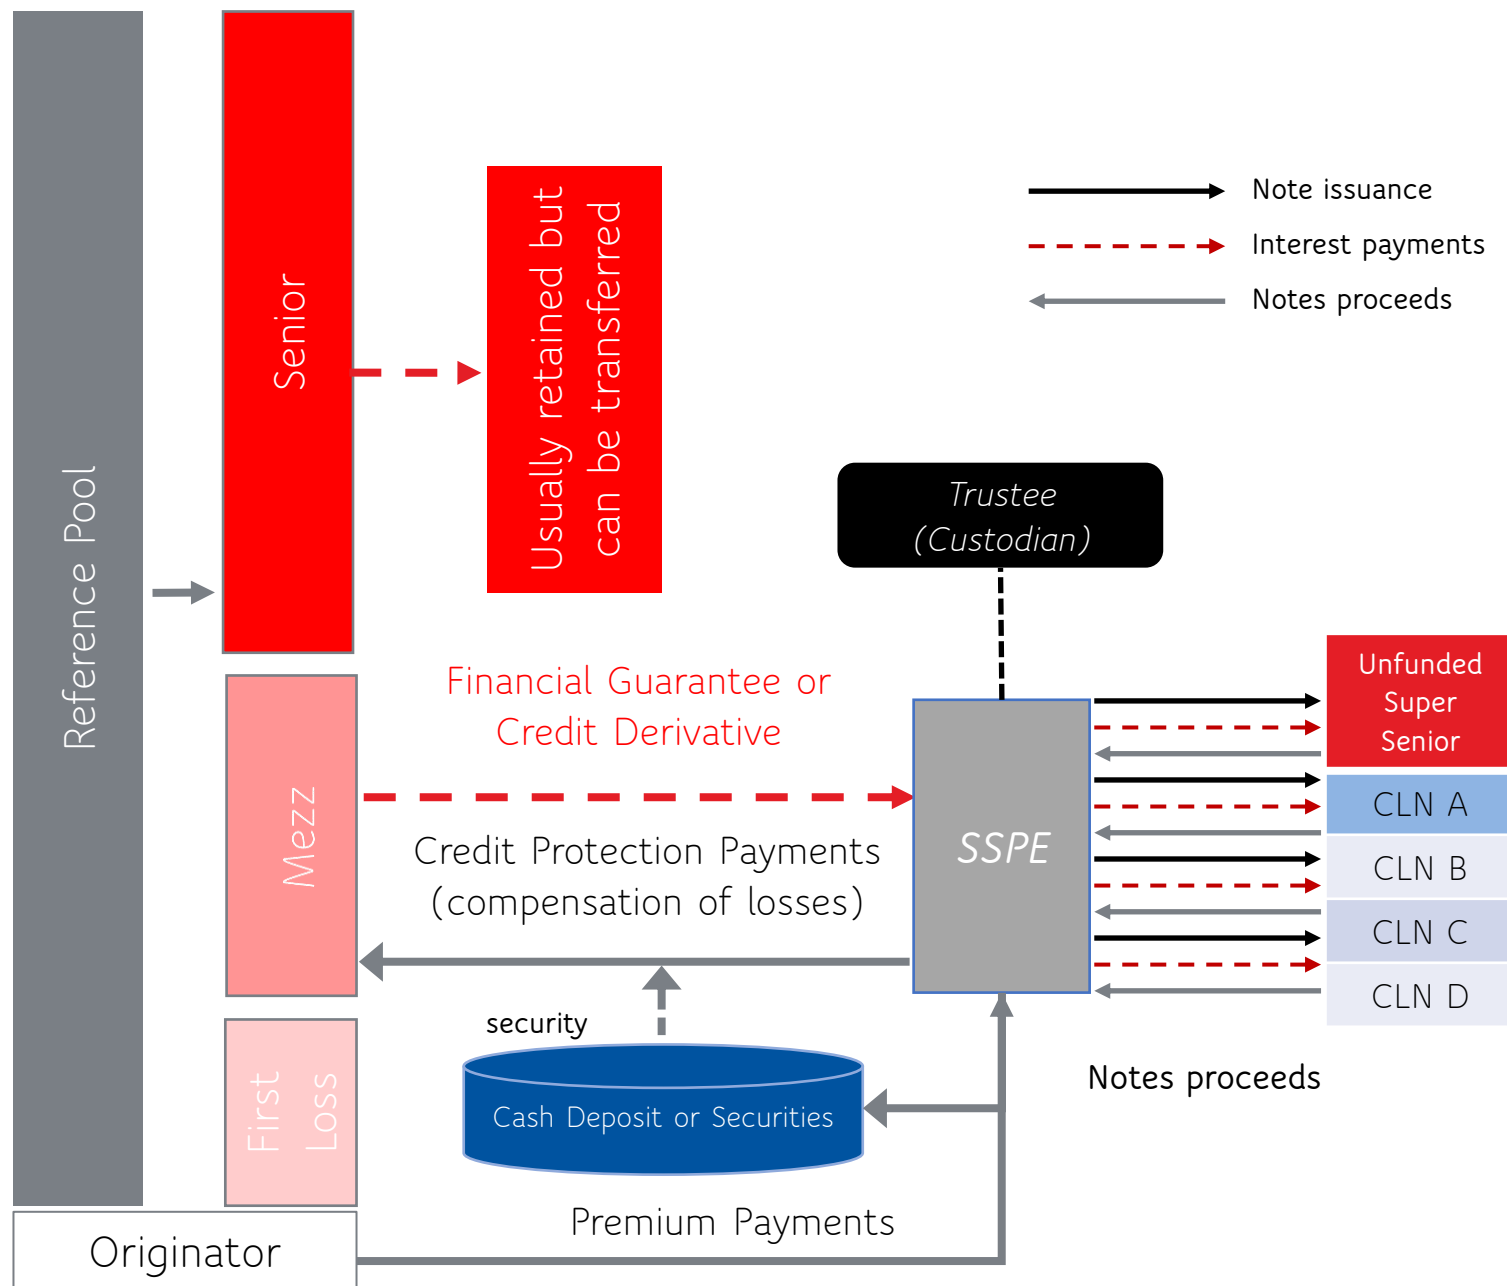 Reference Pool
Senior
Usually retained but
can be transferred
Note issuance
Interest payments
Notes proceeds
Trustee
(Custodian)
Financial Guarantee or
Credit Derivative
Mezz
Credit Protection Payments
(compensation of losses)
SSPE
Unfunded
Super
Senior
CLN A
CLN B
CLN C
CLN D
security
First
Loss
Cash Deposit or Securities
Notes proceeds
Premium Payments
Originator